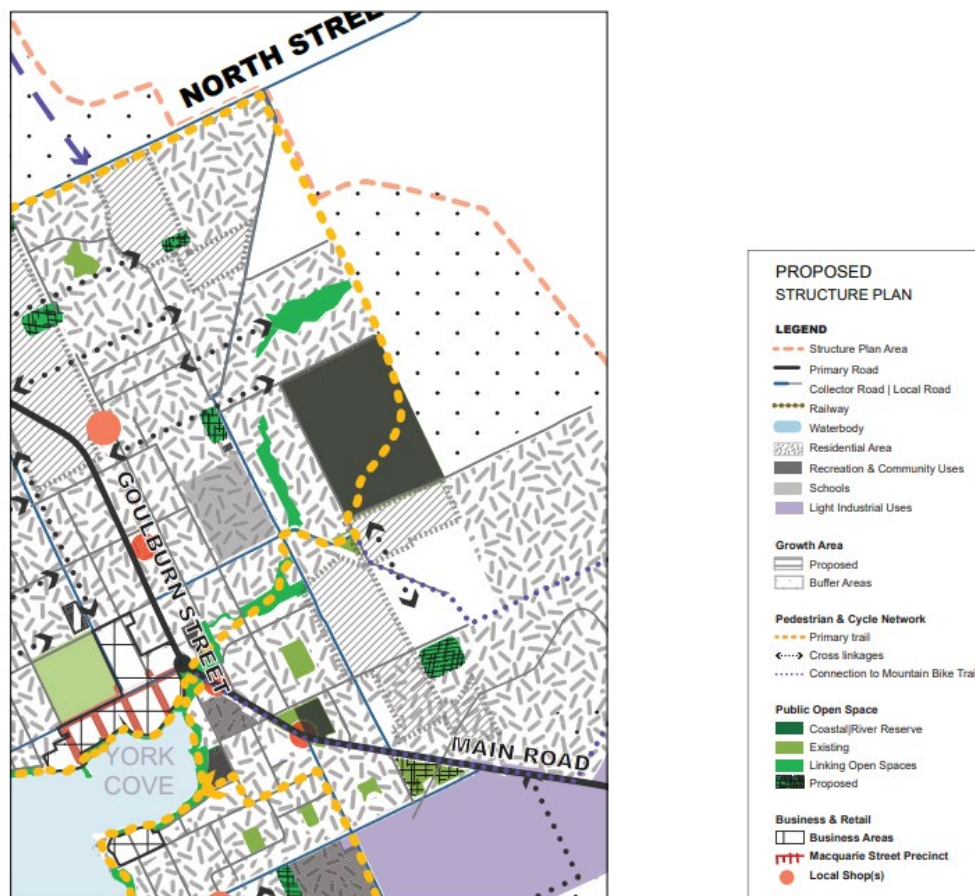 NORTH STREE
GOULBURN STREET
MAIN ROAD
YORK
COVE
PROPOSED
STRUCTURE PLAN
LEGEND
Structure Plan Area
Primary Road
Collector Road | Local Road
Railway
Waterbody
Residential Area
Recreation & Community Uses
Schools
Light Industrial Uses
Growth Area
Proposed
Buffer Areas
Pedestrian & Cycle Network
Primary trail
Cross linkages
Connection to Mountain Bike Trai
Public Open Space
Coastal|River Reserve
Existing
Linking Open Spaces
Proposed
Business & Retail
Business Areas
Macquarie Street Precinct
Local Shop(s)